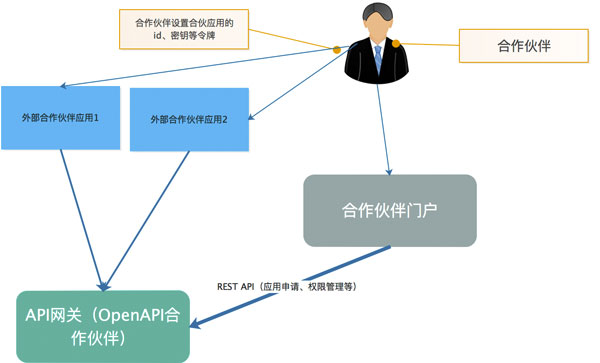 合作伙伴设置合伙应用的
id、密钥等令牌
合作伙伴
外部合作伙伴应用1
外部合作伙伴应用2
合作伙伴门户
REST API（应用申请、权限管理等）
API网关（OpenAPI合
作伙伴）